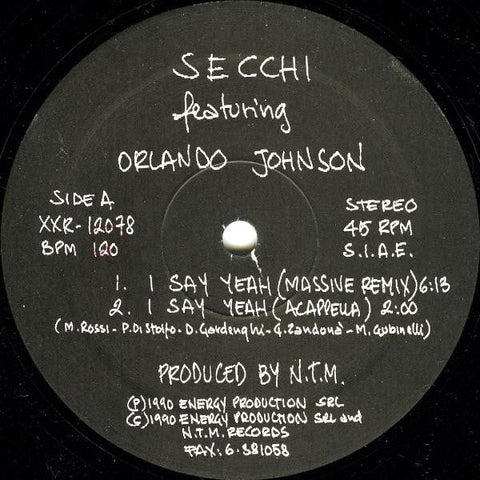 SECCHI
featuring
ORLANDO JOHNSON
SIDE A
XXR-12078
BPM 120
STEREO
45 RPM
S.I.A.E.
1. I SAY YEAH (MASSIVE REMIX) 6:13
2. I SAY YEAH (ACAPPELLA) 2:00
(M. Rossi - P. Di Stolfo - D. Gardenghi - G. Zandonà - M. Gubinelli)
PRODUCED BY N.T.M.
(P) 1990 ENERGY PRODUCTION SRL
(C) 1990 ENERGY PRODUCTION SRL and
N.T.M. RECORDS
FAX: 6-381058